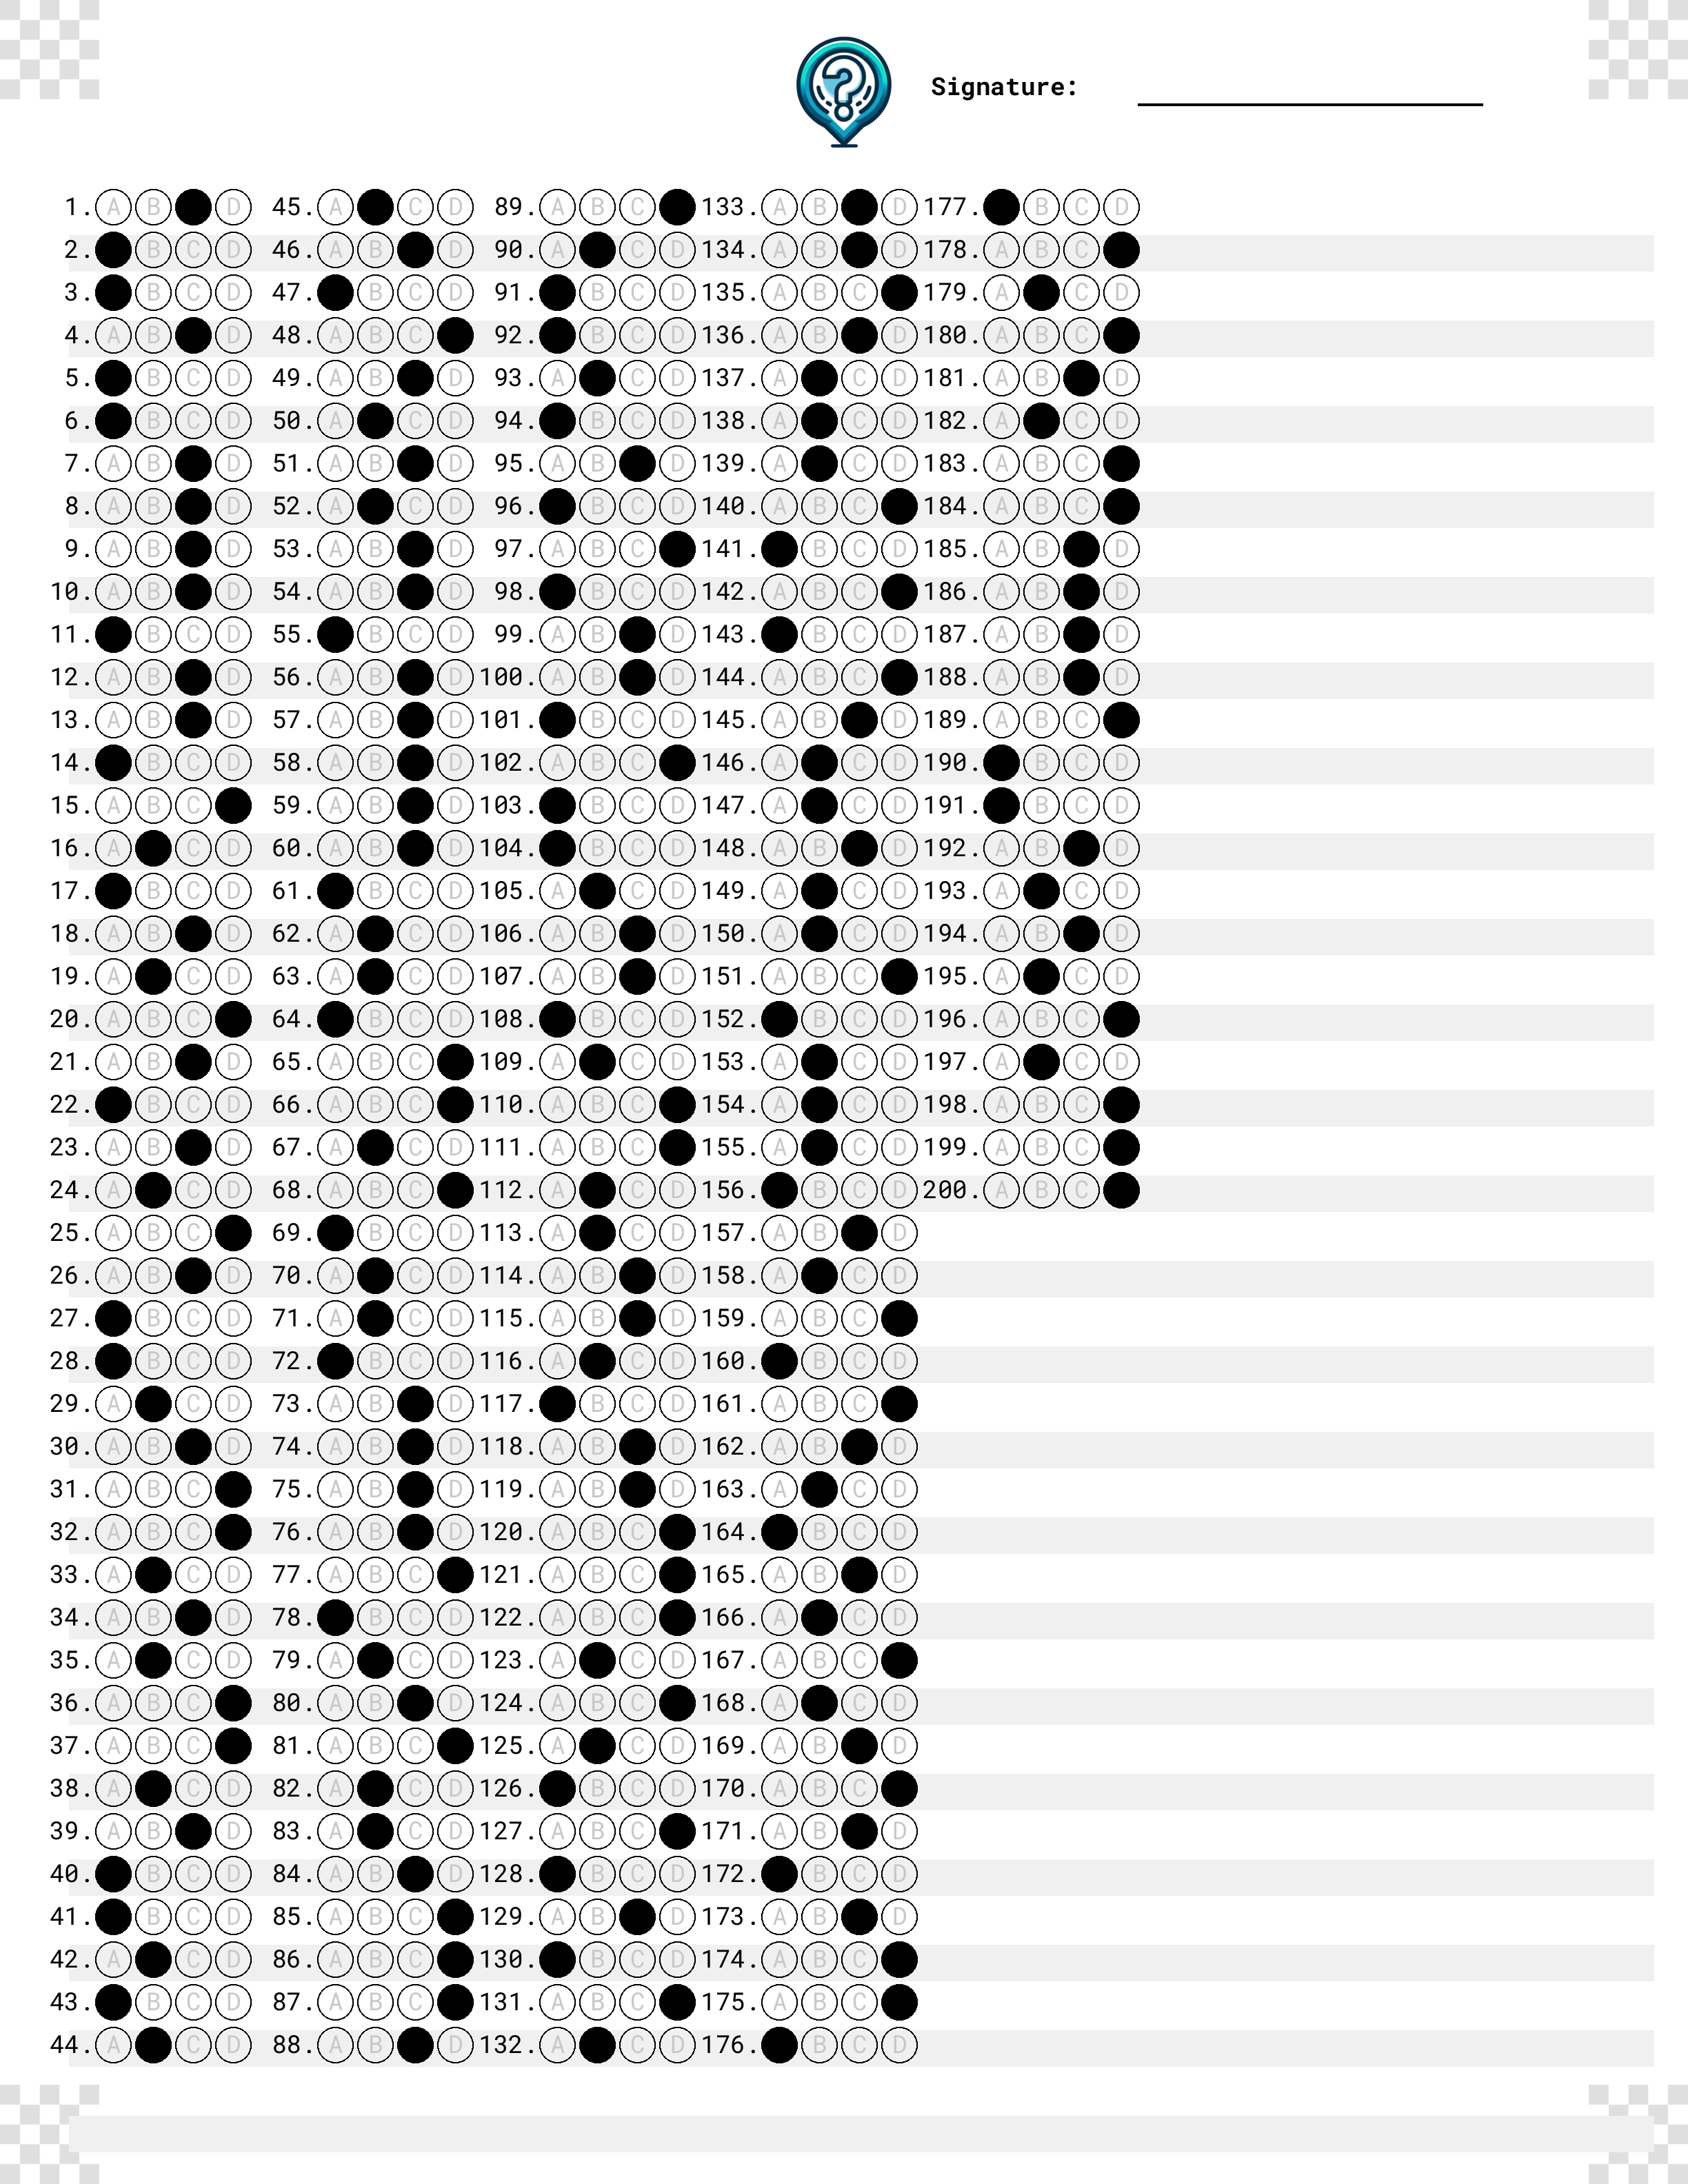 ?
Signature:
1. A B D 45. A C D 89. A B C 133. A B D 177. B C D
2. B C D 46. A B D 90. A C D 134. A B D 178. A B C
3. B C D 47. B C D 91. B C D 135. A B C 179. A C D
4. A B D 48. A B C 92. B C D 136. A B D 180. A B C
5. B C D 49. A B D 93. A C D 137. A C D 181. A B D
6. B C D 50. A C D 94. B C D 138. A C D 182. A C D
7. A B D 51. A B D 95. A B D 139. A C D 183. A B C
8. A B D 52. A C D 96. B C D 140. A B C 184. A B C
9. A B D 53. A B D 97. A B C 141. B C D 185. A B D
10. A B D 54. A B D 98. B C D 142. A B C 186. A B D
11. B C D 55. B C D 99. A B D 143. B C D 187. A B D
12. A B D 56. A B D 100. A B D 144. A B C 188. A B D
13. A B D 57. A B D 101. B C D 145. A B D 189. A B C
14. B C D 58. A B D 102. A B C 146. A C D 190. B C D
15. A B C 59. A B D 103. B C D 147. A C D 191. B C D
16. A C D 60. A B D 104. B C D 148. A B D 192. A B D
17. B C D 61. B C D 105. A C D 149. A C D 193. A C D
18. A B D 62. A C D 106. A B D 150. A C D 194. A B D
19. A C D 63. A C D 107. A B D 151. A B C 195. A C D
20. A B C 64. B C D 108. B C D 152. B C D 196. A B C
21. A B D 65. A B C 109. A C D 153. A C D 197. A C D
22. B C D 66. A B C 110. A B C 154. A C D 198. A B C
23. A B D 67. A C D 111. A B C 155. A C D 199. A B C
24. A C D 68. A B C 112. A C D 156. B C D 200. A B C
25. A B C 69. B C D 113. A C D 157. A B D
26. A B D 70. A C D 114. A B D 158. A C D
27. B C D 71. A C D 115. A B D 159. A B C
28. B C D 72. B C D 116. A C D 160. B C D
29. A C D 73. A B D 117. B C D 161. A B C
30. A B D 74. A B D 118. A B D 162. A B D
31. A B C 75. A B D 119. A B D 163. A C D
32. A B C 76. A B D 120. A B C 164. B C D
33. A C D 77. A B C 121. A B C 165. A B D
34. A B D 78. B C D 122. A B C 166. A C D
35. A C D 79. A C D 123. A C D 167. A B C
36. A B C 80. A B D 124. A B C 168. A C D
37. A B C 81. A B C 125. A C D 169. A B D
38. A C D 82. A C D 126. B C D 170. A B C
39. A B D 83. A C D 127. A B C 171. A B D
40. B C D 84. A B D 128. B C D 172. B C D
41. B C D 85. A B C 129. A B D 173. A B D
42. A C D 86. A B C 130. B C D 174. A B C
43. B C D 87. A B C 131. A B C 175. A B C
44. A C D 88. A B D 132. A C D 176. B C D